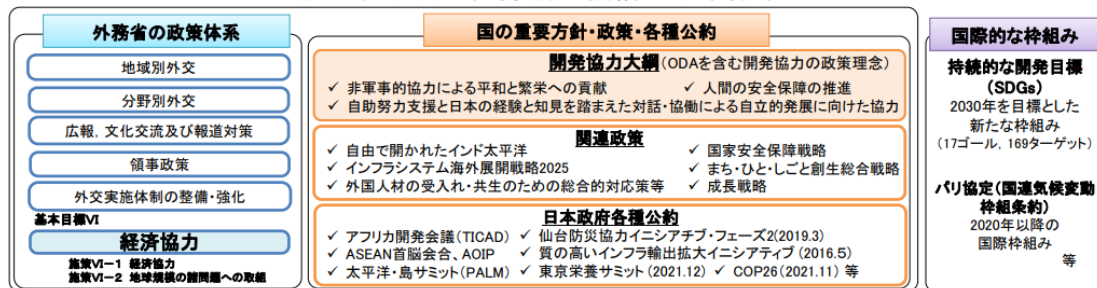 外務省の政策体系
地域別外交
分野別外交
広報，文化交流及び報道対策
領事政策
外交実施体制の整備・強化
基本目標Ⅵ
経済協力
施策Ⅵ－１ 経済協力
施策Ⅵ－２ 地球規模の諸問題への取組
国の重要方針・政策・各種公約
開発協力大綱(ODAを含む開発協力の政策理念)
✓ 非軍事的協力による平和と繁栄への貢献 ✓ 人間の安全保障の推進
✓ 自助努力支援と日本の経験と知見を踏まえた対話・協働による自立的発展に向けた協力
関連政策
✓ 自由で開かれたインド太平洋 ✓ 国家安全保障戦略
✓ インフラシステム海外展開戦略2025 ✓ まち・ひと・しごと創生総合戦略
✓ 外国人材の受入れ・共生のための総合的対応策等 ✓ 成長戦略
日本政府各種公約
✓ アフリカ開発会議（TICAD） ✓ 仙台防災協力イニシアチブ・フェーズ2(2019.3)
✓ ASEAN首脳会合、AOIP ✓ 質の高いインフラ輸出拡大イニシアティブ (2016.5)
✓ 太平洋・島サミット(PALM) ✓ 東京栄養サミット (2021.12) ✓ COP26(2021.11) 等
国際的な枠組み
持続的な開発目標
(SDGs)
2030年を目標とした
新たな枠組み
(17ゴール，169ターゲット)
パリ協定(国連気候変動
枠組条約)
2020年以降の
国際枠組み
等